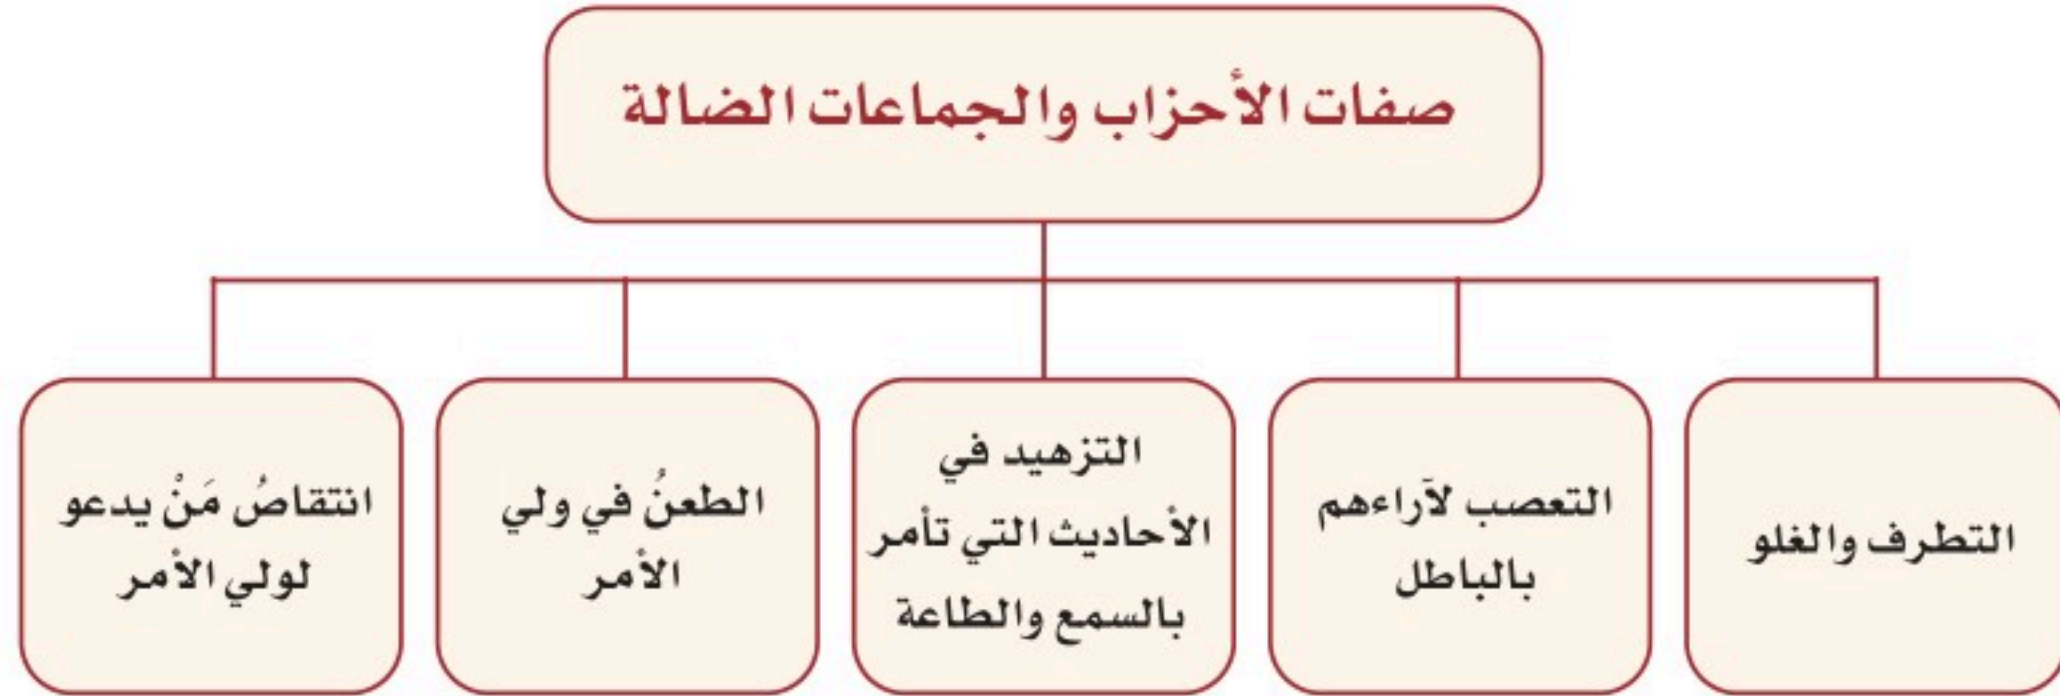 صفات الأحزاب والجماعات الضالة
التطرف والغلو
التعصب لآراءهم
بالباطل
التزهيد في
الأحاديث التي تأمر
بالسمع والطاعة
الطعنُ في ولي
الأمر
انتقاصُ مَنْ يدعو
لولي الأمر